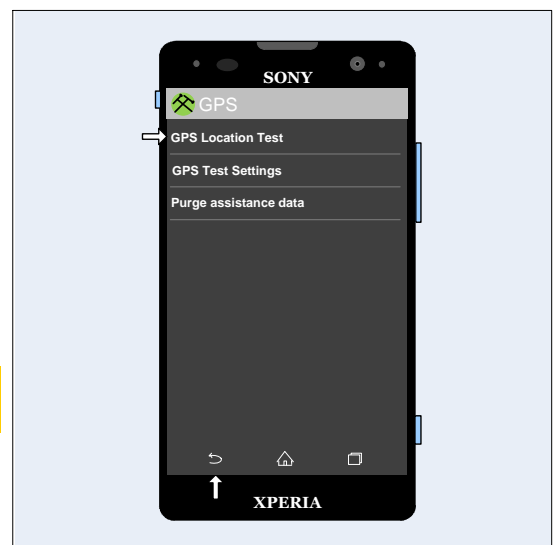 SONY
GPS
GPS Location Test
GPS Test Settings
Purge assistance data
XPERIA